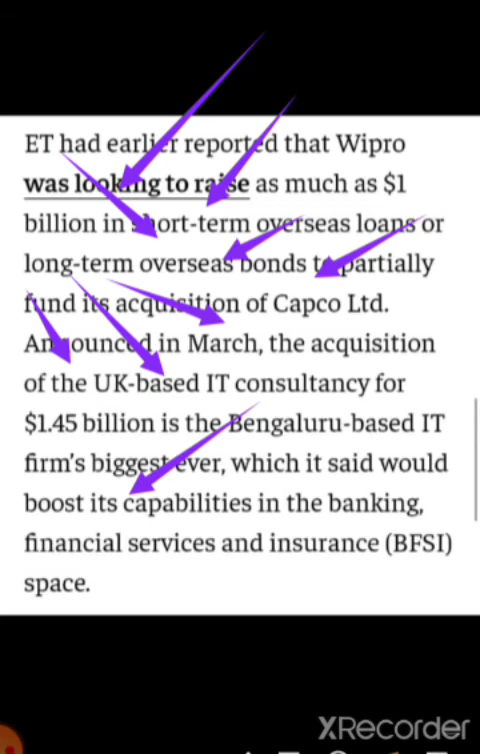 ET had earlier reported that Wipro
was looking to raise as much as $1
billion in short-term overseas loans or
long-term overseas bonds to partially
fund its acquisition of Capco Ltd.
Announced in March, the acquisition
of the UK-based IT consultancy for
$1.45 billion is the Bengaluru-based IT
firm's biggest ever, which it said would
boost its capabilities in the banking,
financial services and insurance (BFSI)
space.
XRecorder